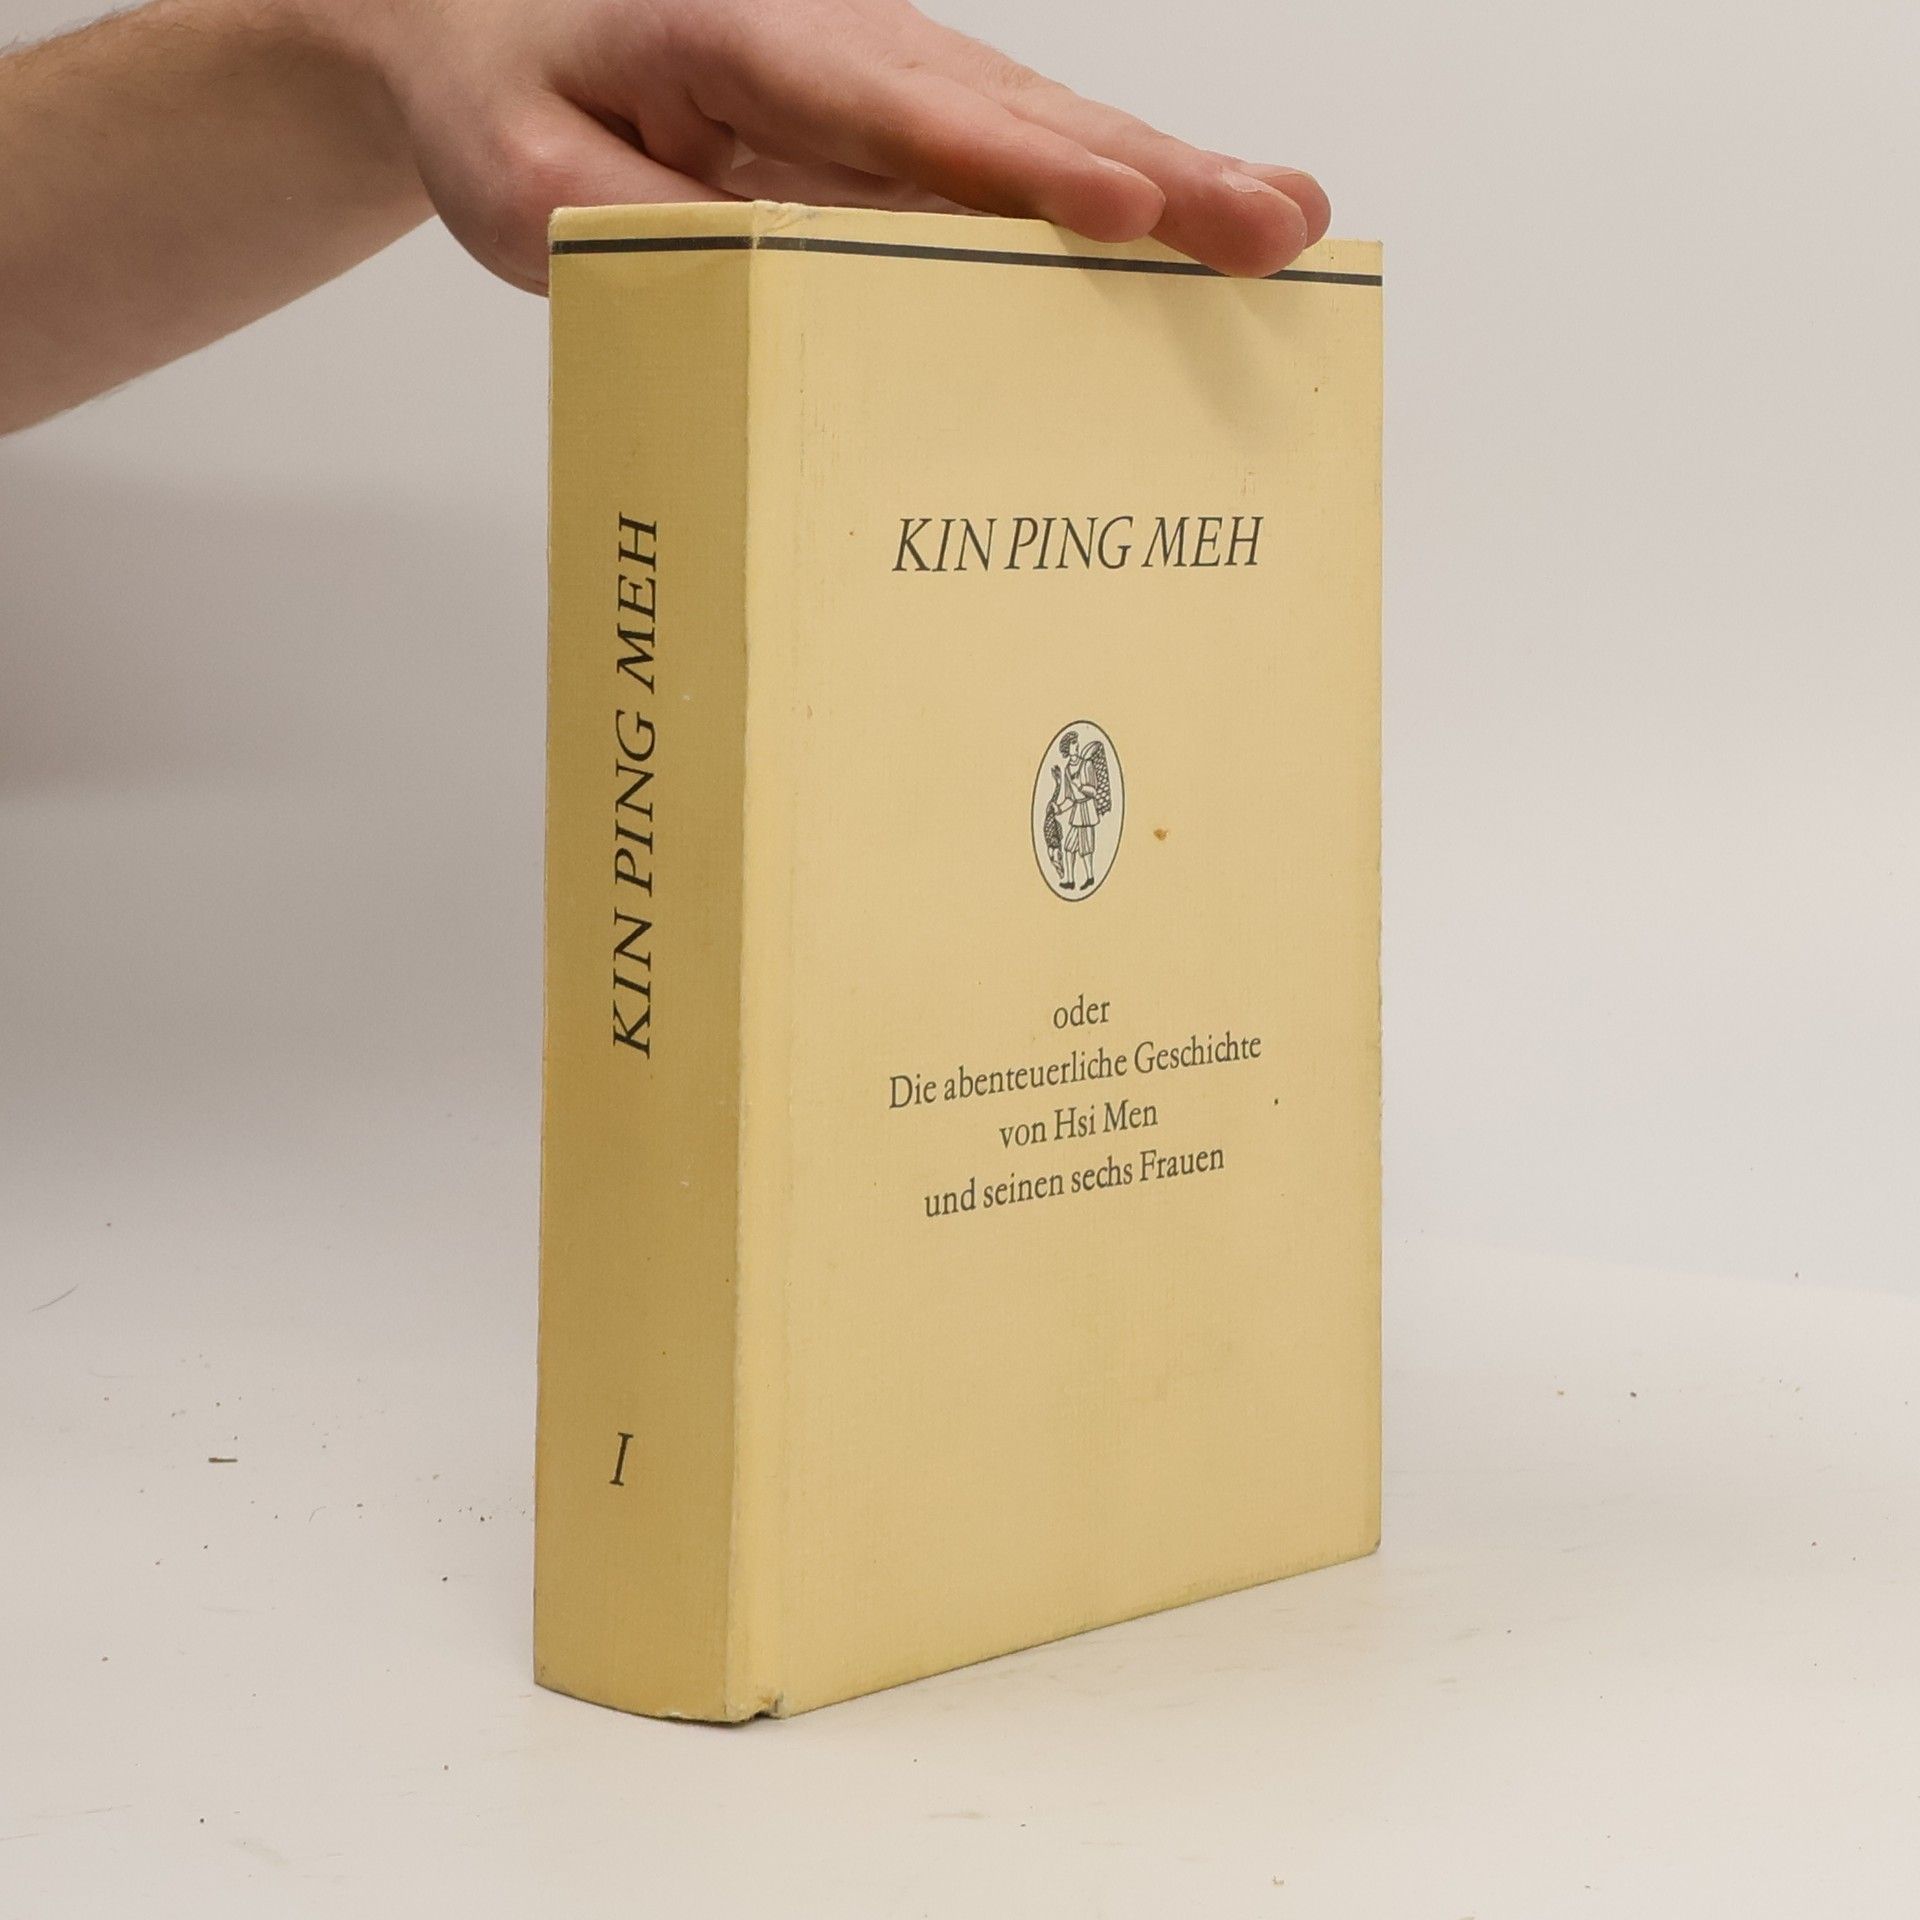 KIN PING MEH
I
KIN PING MEH
oder
Die abenteuerliche Geschichte
von Hsi Men
und seinen sechs Frauen